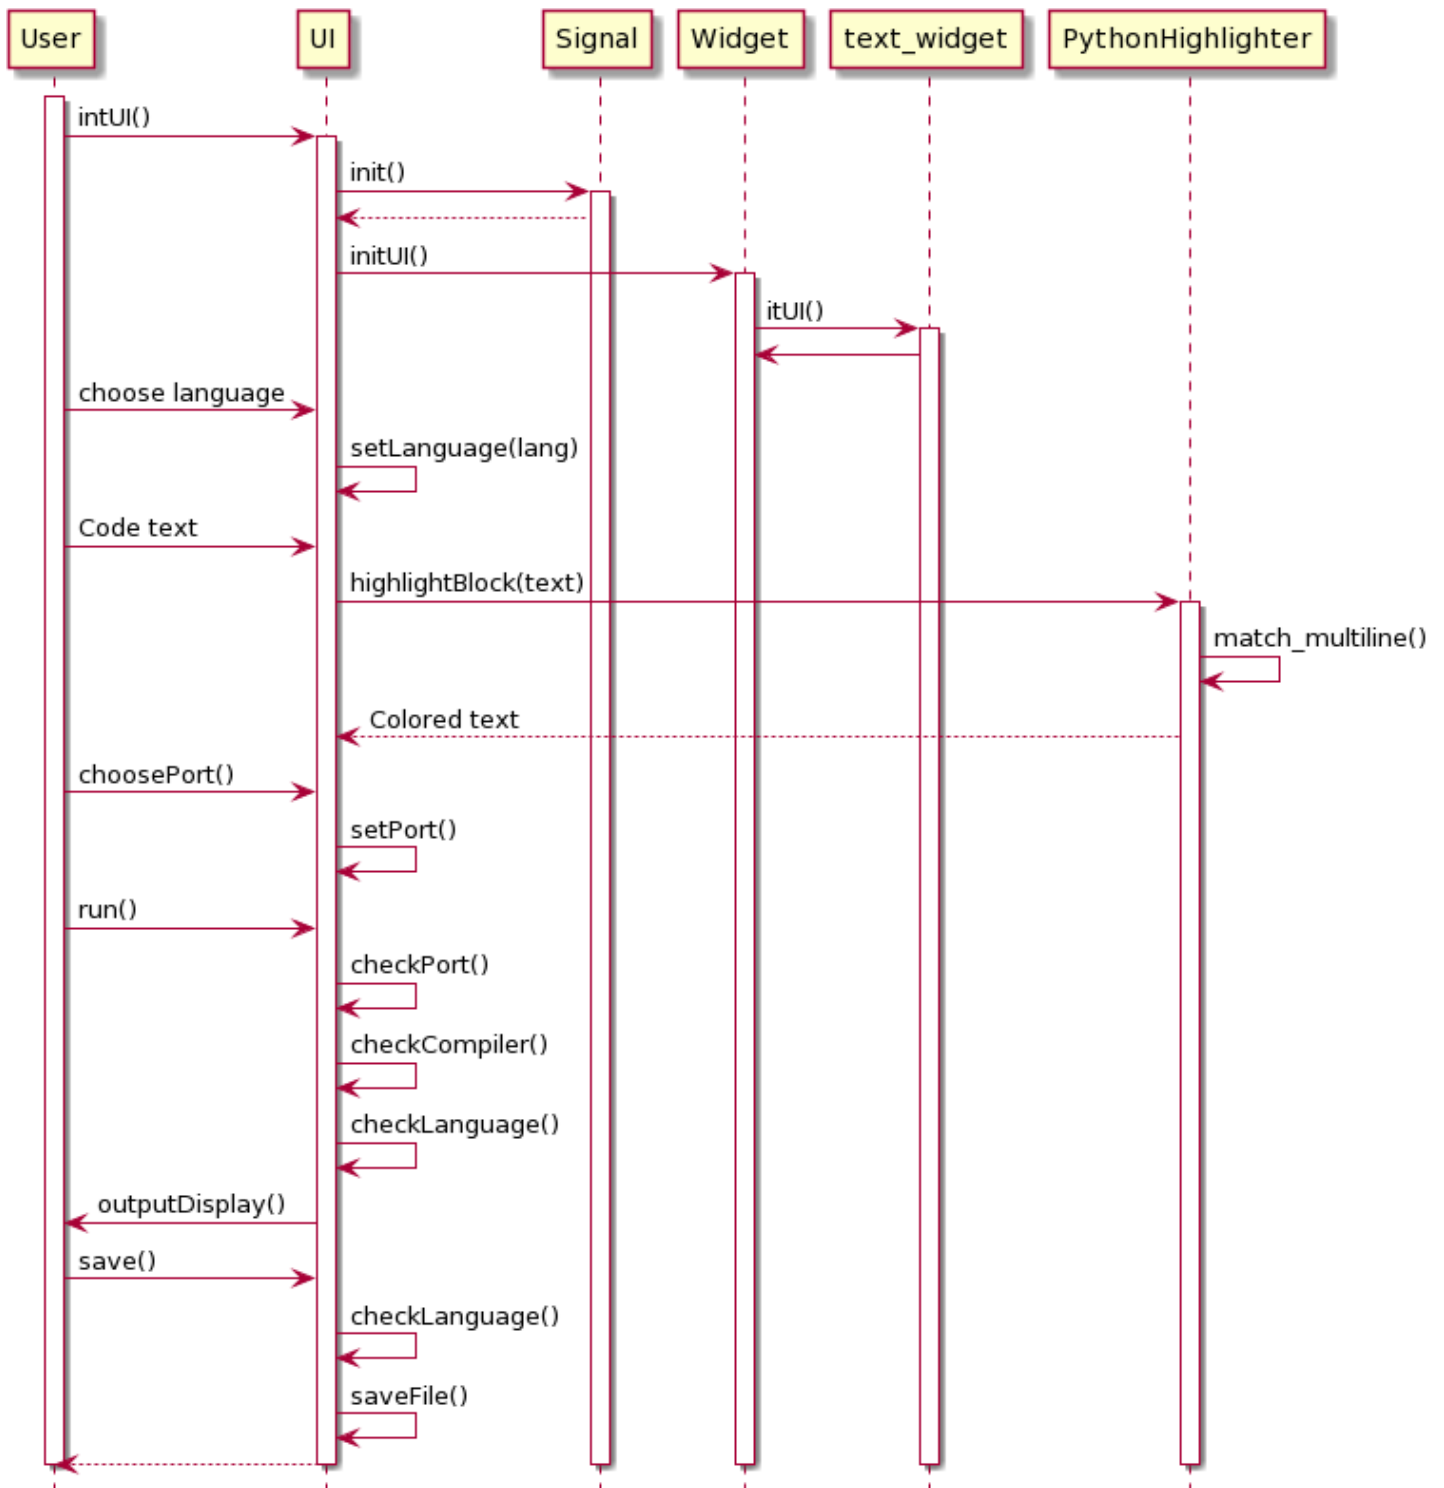 User
UI
Signal
Widget
text_widget
PythonHighlighter
intUI()
init()
initUI()
itUI()
choose language
setLanguage(lang)
Code text
highlightBlock(text)
match_multiline()
Colored text
choosePort()
setPort()
run()
checkPort()
checkCompiler()
checkLanguage()
outputDisplay()
save()
checkLanguage()
saveFile()